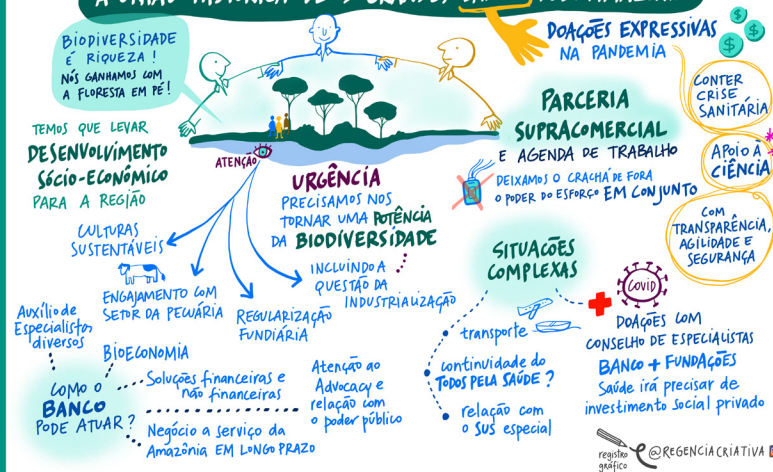 A UNIÃO HISTÓRICA DE 3 GRANDES
BIODIVERSIDADE
É RIQUEZA!
NÓS GANHAMOS COM
A FLORESTA EM PÉ!
DOAÇÕES EXPRESSIVAS
NA PANDEMIA
CONTER
CRISE
SANITÁRIA
APOIO À
CIÊNCIA
COM
TRANSPARÊNCIA,
AGILIDADE E
SEGURANÇA
PARCERIA
SUPRACOMERCIAL
E AGENDA DE TRABALHO
DEIXAMOS O CRACHÁ DE FORA
O PODER DO ESFORÇO EM CONJUNTO
TEMOS QUE LEVAR
DESENVOLVIMENTO
SÓCIO-ECONÔMICO
PARA A REGIÃO
ATENÇÃO
URGÊNCIA
PRECISAMOS NOS
TORNAR UMA POTÊNCIA
DA BIODIVERSIDADE
CULTURAS
SUSTENTÁVEIS
ENGAJAMENTO COM
SETOR DA PECUÁRIA
REGULARIZAÇÃO
FUNDIÁRIA
INCLUINDO A
QUESTÃO DA
INDUSTRIALIZAÇÃO
SITUAÇÕES
COMPLEXAS
transporte
continuidade do
TODOS PELA SAÚDE?
relação com
o SUS especial
COVID
DOAÇÕES COM
CONSELHO DE ESPECIALISTAS
BANCO + FUNDAÇÕES
Saúde irá precisar de
investimento social privado
Auxílio de
Especialistas
diversos
BIOECONOMIA
COMO O
BANCO
PODE ATUAR?
Soluções financeiras e
não financeiras
Atenção ao
Advocacy e
relação com
o poder público
Negócio a serviço da
Amazônia EM LONGO PRAZO
registro
gráfico
@REGENCIACRIATIVA